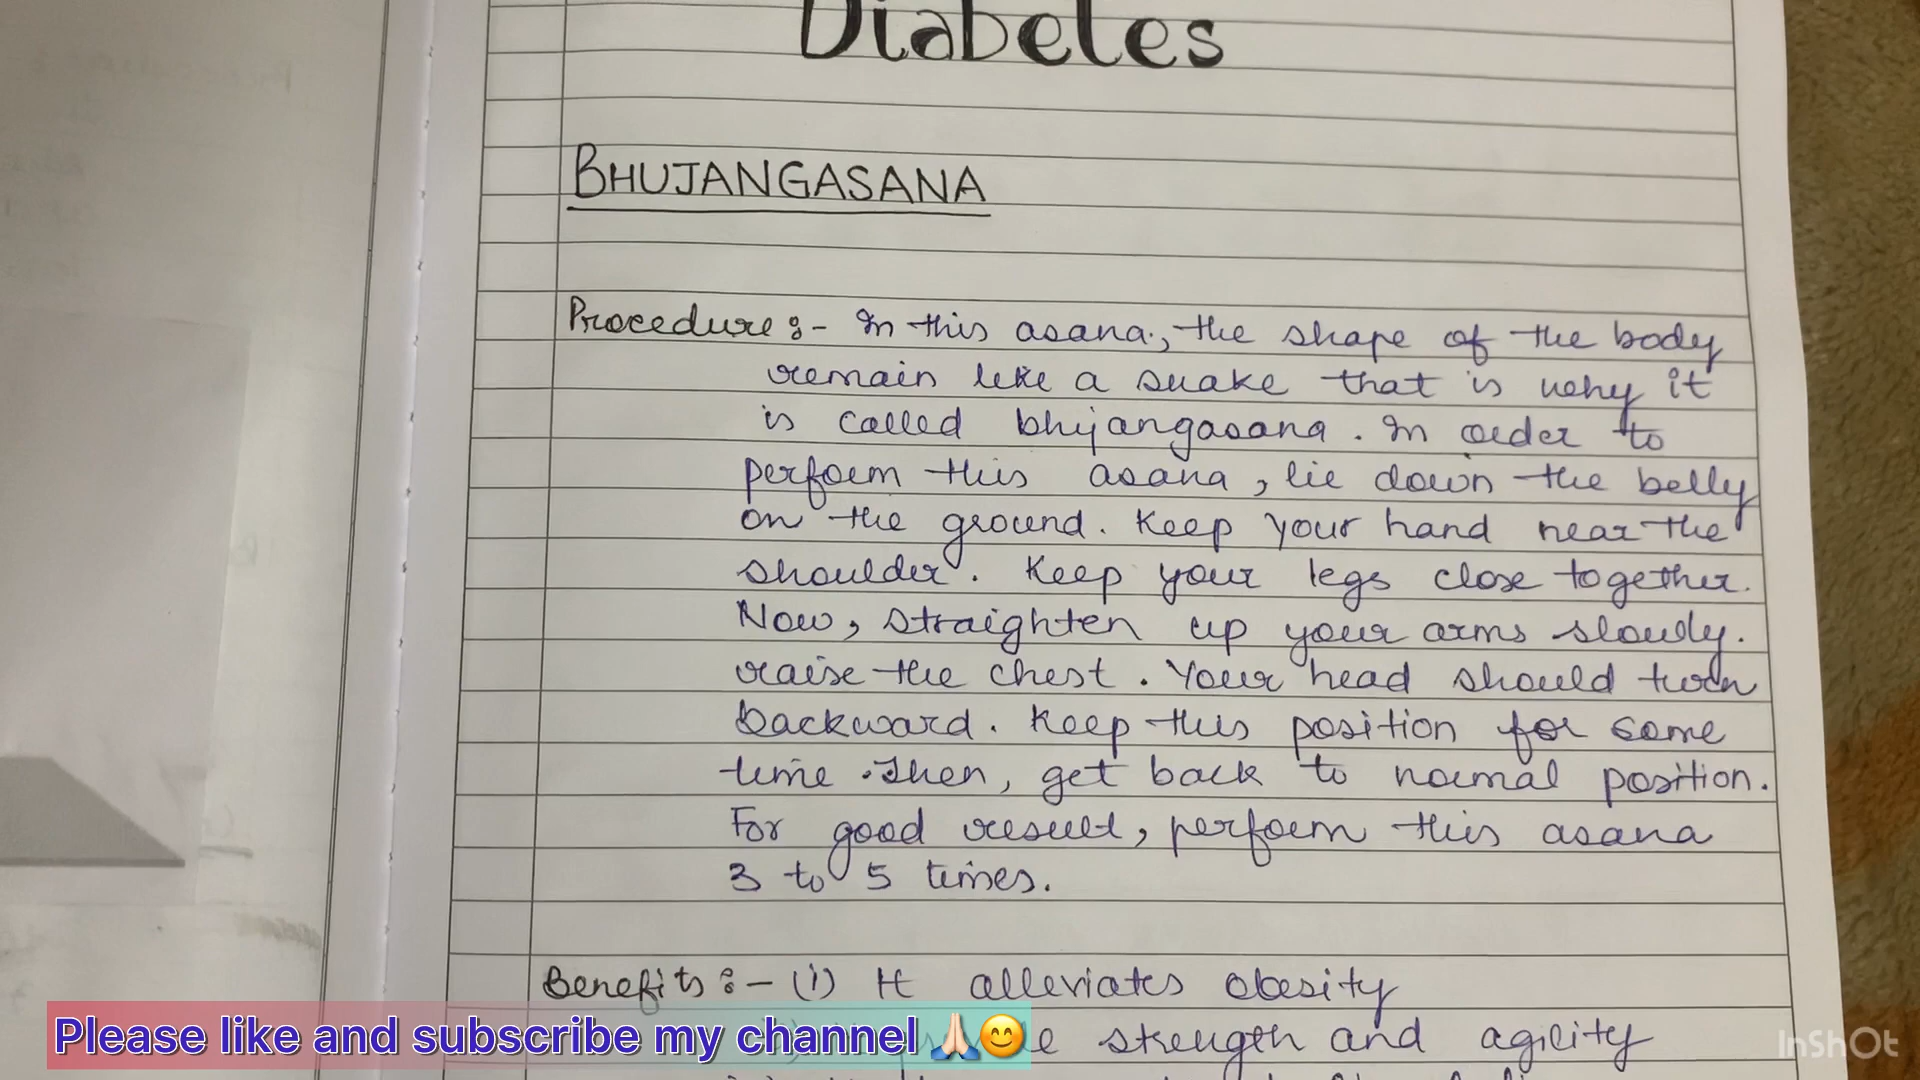 Diabetes
BHUJANGASANA
Procedure :- In this asana, the shape of the body
remain like a snake that is why it
is called bhijangasana. In order to
perform this asana, lie down the belly
on the ground. Keep your hand near the
shoulder. Keep your legs close together.
Now, straighten up your arms slowly.
raise the chest. Your head should turn
backward. Keep this position for some
time. Then, get back to normal position.
For good result, perform this asana
3 to 5 times.
Benefits :- (i) It alleviates obesity
strength and agility
Please like and subscribe my channel 🙏🏻😊
InShOt